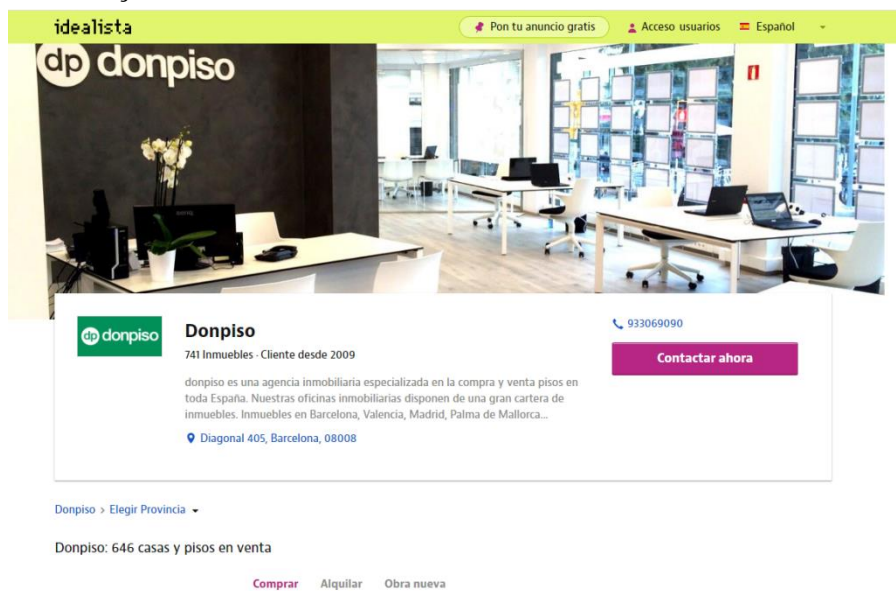 idealista
Pon tu anuncio gratis
Acceso usuarios
Español
dp donpiso
dp donpiso
Donpiso
741 Inmuebles · Cliente desde 2009
donpiso es una agencia inmobiliaria especializada en la compra y venta pisos en
toda España. Nuestras oficinas inmobiliarias disponen de una gran cartera de
inmuebles. Inmuebles en Barcelona, Valencia, Madrid, Palma de Mallorca...
Diagonal 405, Barcelona, 08008
933069090
Contactar ahora
Donpiso > Elegir Provincia
Donpiso: 646 casas y pisos en venta
Comprar Alquilar Obra nueva